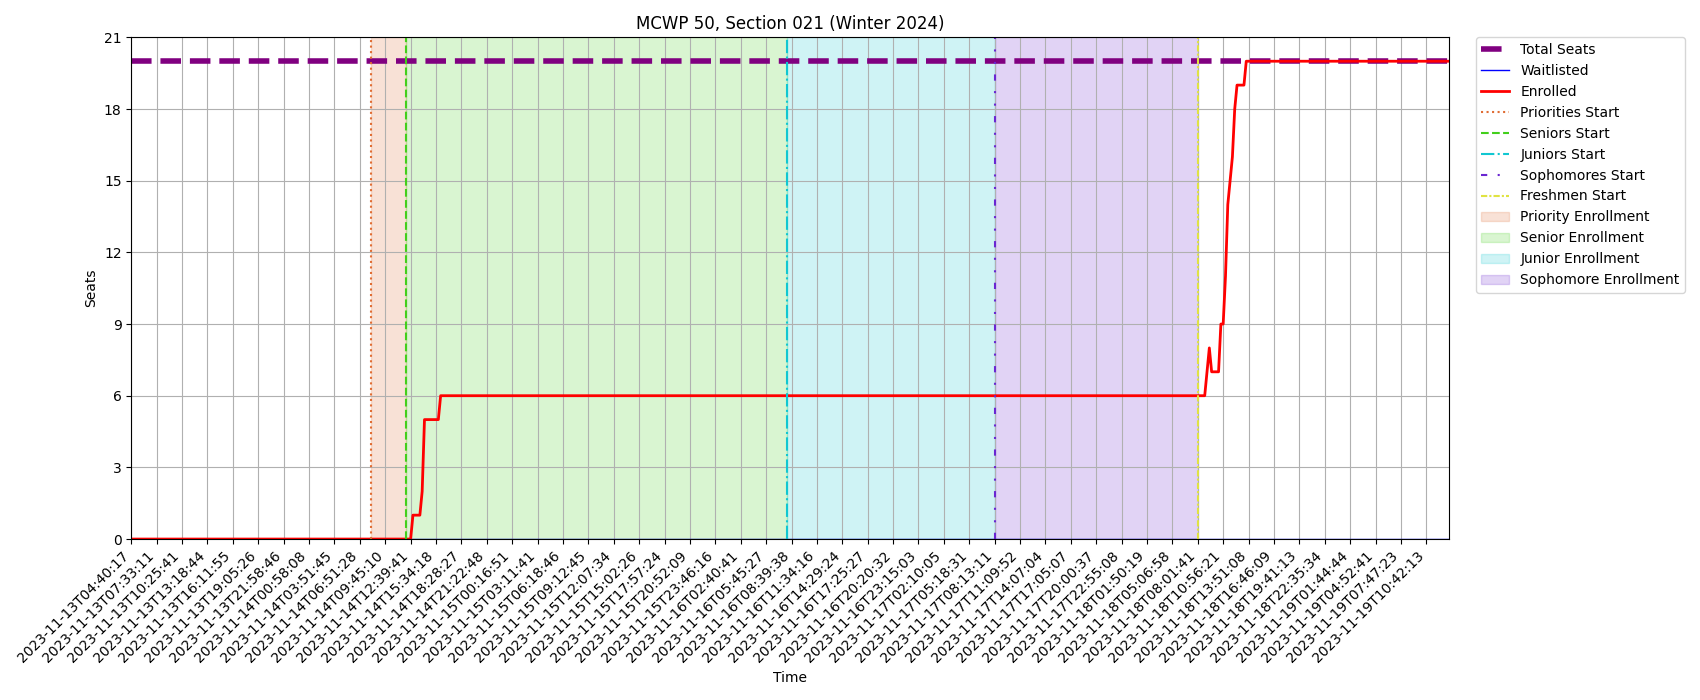 MCWP 50, Section 021 (Winter 2024)
21
18
15
12
9
6
3
0
Seats
2023-11-13T04:40:17
2023-11-13T07:33:11
2023-11-13T10:25:41
2023-11-13T13:18:44
2023-11-13T16:11:55
2023-11-13T19:05:26
2023-11-13T21:58:46
2023-11-14T00:58:08
2023-11-14T03:51:45
2023-11-14T06:51:28
2023-11-14T09:45:10
2023-11-14T12:39:41
2023-11-14T15:34:18
2023-11-14T18:28:27
2023-11-14T21:22:48
2023-11-15T00:16:51
2023-11-15T03:11:41
2023-11-15T06:18:46
2023-11-15T09:12:45
2023-11-15T12:07:34
2023-11-15T15:02:26
2023-11-15T17:57:24
2023-11-15T20:52:09
2023-11-15T23:46:16
2023-11-16T02:40:41
2023-11-16T05:45:27
2023-11-16T08:39:38
2023-11-16T11:34:16
2023-11-16T14:29:24
2023-11-16T17:25:27
2023-11-16T20:20:32
2023-11-16T23:15:03
2023-11-17T02:10:05
2023-11-17T05:18:31
2023-11-17T08:13:11
2023-11-17T11:09:52
2023-11-17T14:07:04
2023-11-17T17:05:07
2023-11-17T20:00:37
2023-11-17T22:55:08
2023-11-18T01:50:19
2023-11-18T05:06:58
2023-11-18T08:01:41
2023-11-18T10:56:21
2023-11-18T13:51:08
2023-11-18T16:46:09
2023-11-18T19:41:13
2023-11-18T22:35:34
2023-11-19T01:44:44
2023-11-19T04:52:41
2023-11-19T07:47:23
2023-11-19T10:42:13
Time
Total Seats
Waitlisted
Enrolled
Priorities Start
Seniors Start
Juniors Start
Sophomores Start
Freshmen Start
Priority Enrollment
Senior Enrollment
Junior Enrollment
Sophomore Enrollment